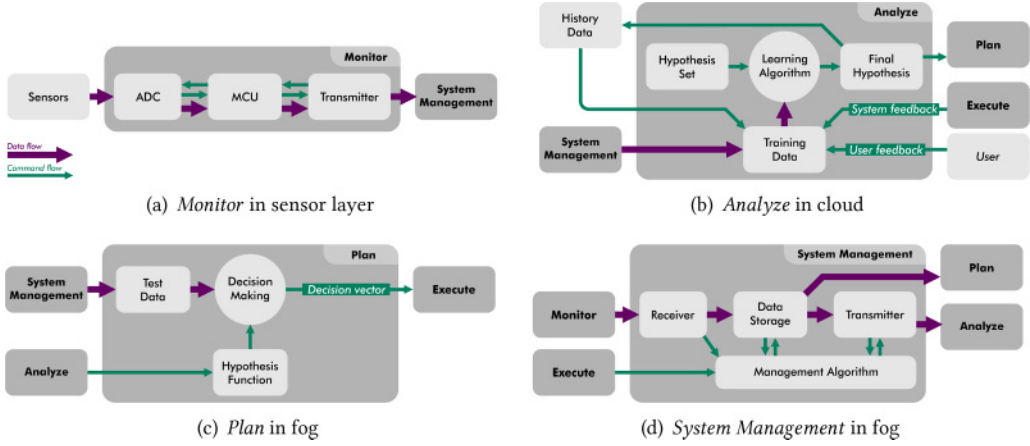 Monitor
Sensors
ADC
MCU
Transmitter
System
Management
Data flow
Command flow
(a) Monitor in sensor layer
History
Data
Analyze
Plan
Hypothesis
Set
Learning
Algorithm
Final
Hypothesis
System feedback
Execute
System
Management
Training
Data
User feedback
User
(b) Analyze in cloud
Plan
System
Management
Test
Data
Decision
Making
Decision vector
Execute
Analyze
Hypothesis
Function
(c) Plan in fog
System Management
Plan
Monitor
Receiver
Data
Storage
Transmitter
Analyze
Execute
Management Algorithm
(d) System Management in fog